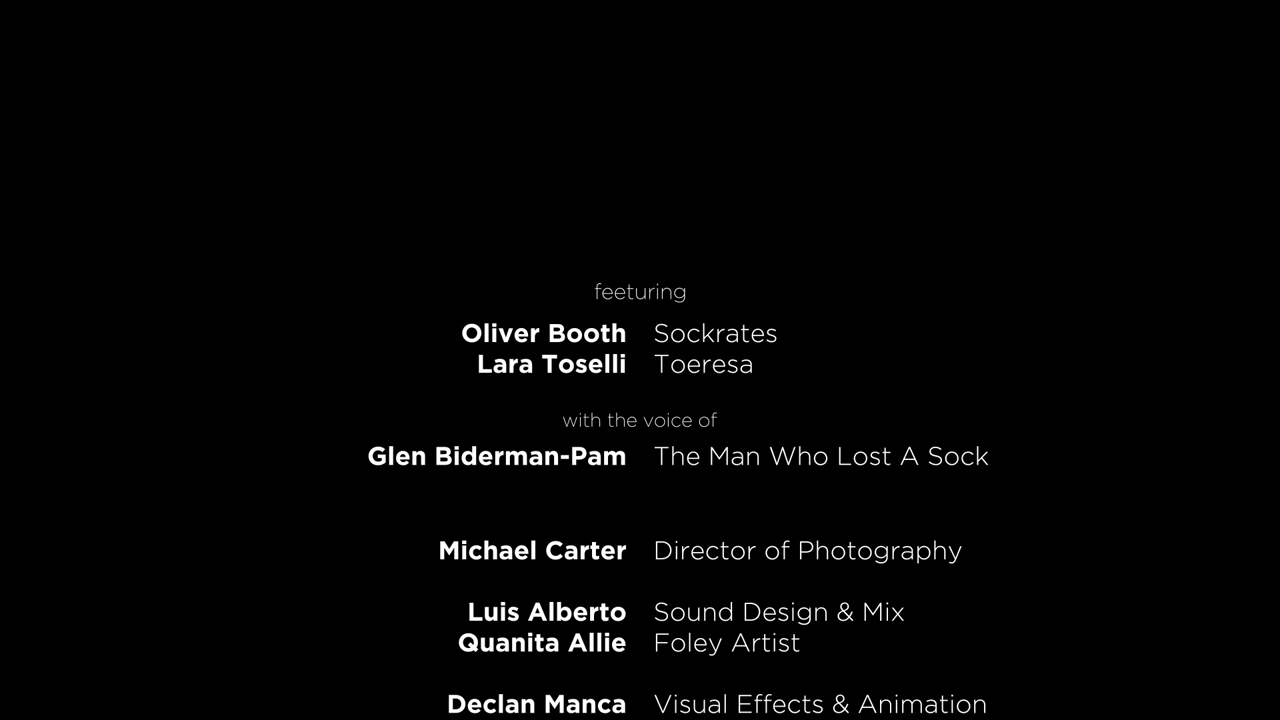 feeturing
Oliver Booth Sockrates
Lara Toselli Toeresa
with the voice of
Glen Biderman-Pam The Man Who Lost A Sock
Michael Carter Director of Photography
Luis Alberto Sound Design & Mix
Quanita Allie Foley Artist
Declan Manca Visual Effects & Animation